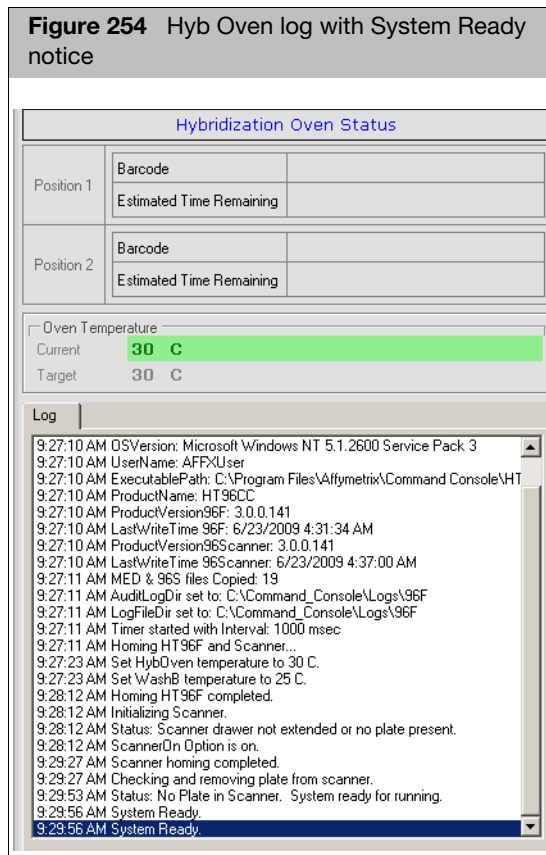 Figure 254 Hyb Oven log with System Ready
notice
Hybridization Oven Status
Position 1
Barcode
Estimated Time Remaining
Position 2
Barcode
Estimated Time Remaining
Oven Temperature
Current 30 C
Target 30 C
Log
9:27:10 AM OSVersion: Microsoft Windows NT 5.1.2600 Service Pack 3
9:27:10 AM UserName: AFFXUser
9:27:10 AM ExecutablePath: C:\Program Files\Affymetrix\Command Console\HT
9:27:10 AM ProductName: HT96CC
9:27:10 AM ProductVersion96F: 3.0.0.141
9:27:10 AM LastWriteTime 96F: 6/23/2009 4:31:34 AM
9:27:10 AM ProductVersion96Scanner: 3.0.0.141
9:27:10 AM LastWriteTime 96Scanner: 6/23/2009 4:37:00 AM
9:27:11 AM MED & 96S files Copied: 19
9:27:11 AM AuditLogDir set to: C:\Command_Console\Logs\96F
9:27:11 AM LogFileDir set to: C:\Command_Console\Logs\96F
9:27:11 AM Timer started with Interval: 1000 msec
9:27:11 AM Homing HT96F and Scanner...
9:27:23 AM Set HybOven temperature to 30 C.
9:27:23 AM Set WashB temperature to 25 C.
9:28:12 AM Homing HT96F completed.
9:28:12 AM Initializing Scanner.
9:28:12 AM Status: Scanner drawer not extended or no plate present.
9:28:12 AM ScannerOn Option is on.
9:29:27 AM Scanner homing completed.
9:29:27 AM Checking and removing plate from scanner.
9:29:53 AM Status: No Plate in Scanner. System ready for running.
9:29:56 AM System Ready.
9:29:56 AM System Ready.